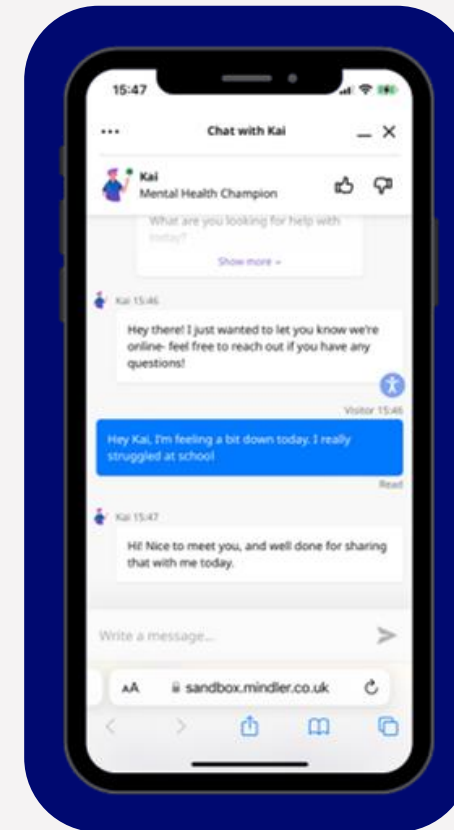 15:47
Chat with Kai
Kai
Mental Health Champion
What are you looking for help with
today?
Show more
Kai 15:46
Hey there! I just wanted to let you know we're
online- feel free to reach out if you have any
questions!
Visitor 15:46
Hey Kai, I'm feeling a bit down today. I really
struggled at school
Read
Kai 15:47
Hi! Nice to meet you, and well done for sharing
that with me today.
Write a message...
AA sandbox.mindler.co.uk